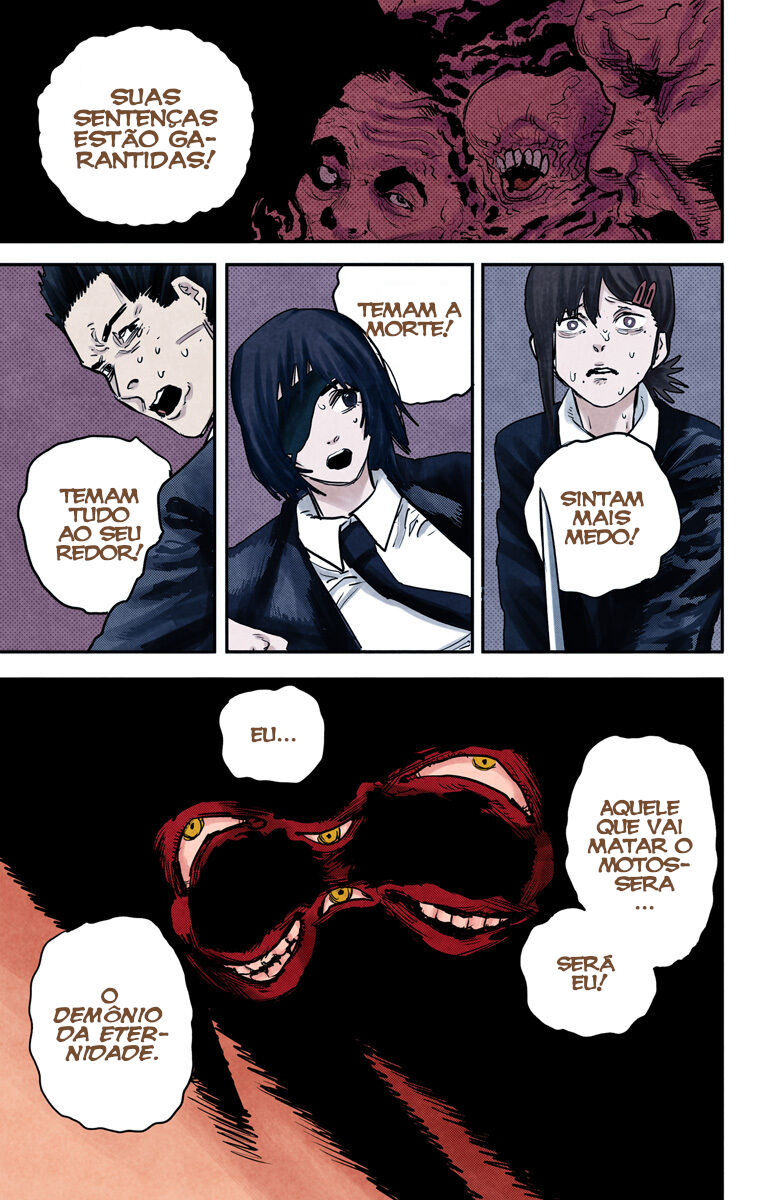 SUAS
SENTENÇAS
ESTÃO GA-
RANTIDAS!
SINTAM
MAIS
MEDO!
TEMAM A
MORTE!
TEMAM
TUDO
AO SEU
REDOR!
AQUELE
QUE VAI
MATAR O
MOTOS-
SERA
...
SERÁ
EU!
EU...
O
DEMÔNIO
DA ETER-
NIDADE.